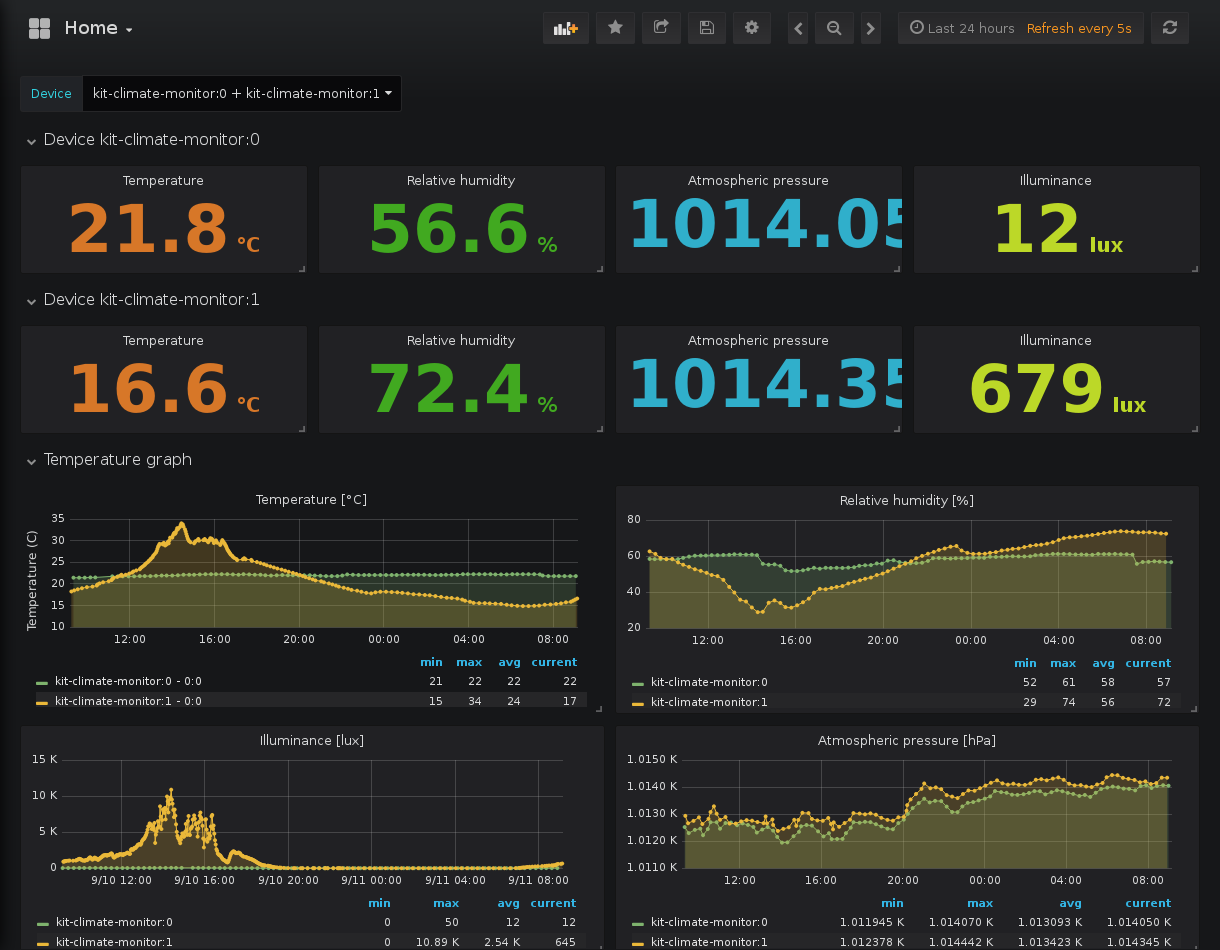 Home
Last 24 hours Refresh every 5s
Device kit-climate-monitor:0 + kit-climate-monitor:1
Device kit-climate-monitor:0
Temperature Relative humidity Atmospheric pressure Illuminance
21.8 °C 56.6 % 1014.05 12 lux
Device kit-climate-monitor:1
Temperature Relative humidity Atmospheric pressure Illuminance
16.6 °C 72.4 % 1014.35 679 lux
Temperature graph
Temperature [°C]
Temperature (C)
35
30
25
20
15
10
12:00 16:00 20:00 00:00 04:00 08:00
min max avg current
kit-climate-monitor:0 - 0:0 21 22 22 22
kit-climate-monitor:1 - 0:0 15 34 24 17
Relative humidity [%]
80
60
40
20
12:00 16:00 20:00 00:00 04:00 08:00
min max avg current
kit-climate-monitor:0 52 61 58 57
kit-climate-monitor:1 29 74 56 72
Illuminance [lux]
15 K
10 K
5 K
0
9/10 12:00 9/10 16:00 9/10 20:00 9/11 00:00 9/11 04:00 9/11 08:00
min max avg current
kit-climate-monitor:0 0 50 12 12
kit-climate-monitor:1 0 10.89 K 2.54 K 645
Atmospheric pressure [hPa]
1.0150 K
1.0140 K
1.0130 K
1.0120 K
1.0110 K
12:00 16:00 20:00 00:00 04:00 08:00
min max avg current
kit-climate-monitor:0 1.011945 K 1.014070 K 1.013093 K 1.014050 K
kit-climate-monitor:1 1.012378 K 1.014442 K 1.013423 K 1.014345 K